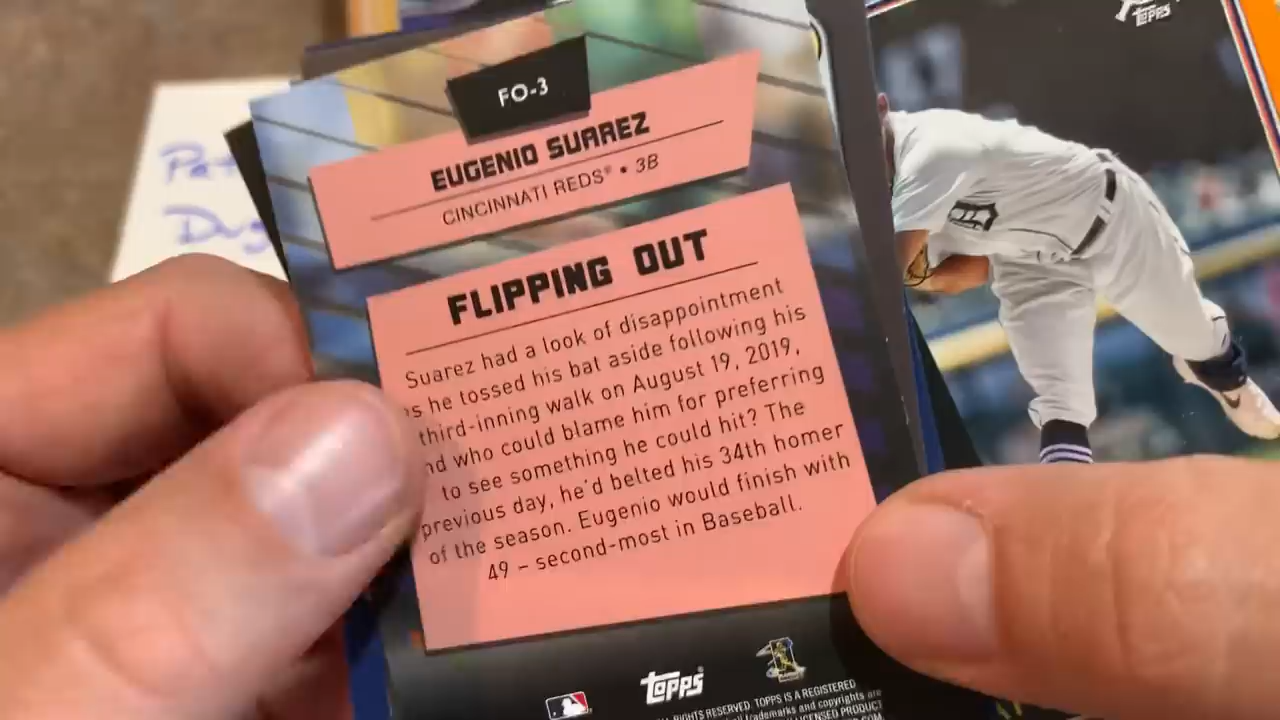 FO-3
EUGENIO SUAREZ
CINCINNATI REDS® • 3B
FLIPPING OUT
Suarez had a look of disappointment
s he tossed his bat aside following his
third-inning walk on August 19, 2019,
nd who could blame him for preferring
to see something he could hit? The
previous day, he'd belted his 34th homer
of the season. Eugenio would finish with
49 – second-most in Baseball.
TOPPS
RIGHTS RESERVED. TOPPS IS A REGISTERED
trademarks and copyrights are
LICENSED PRODUCT
.COM
TOPPS
D